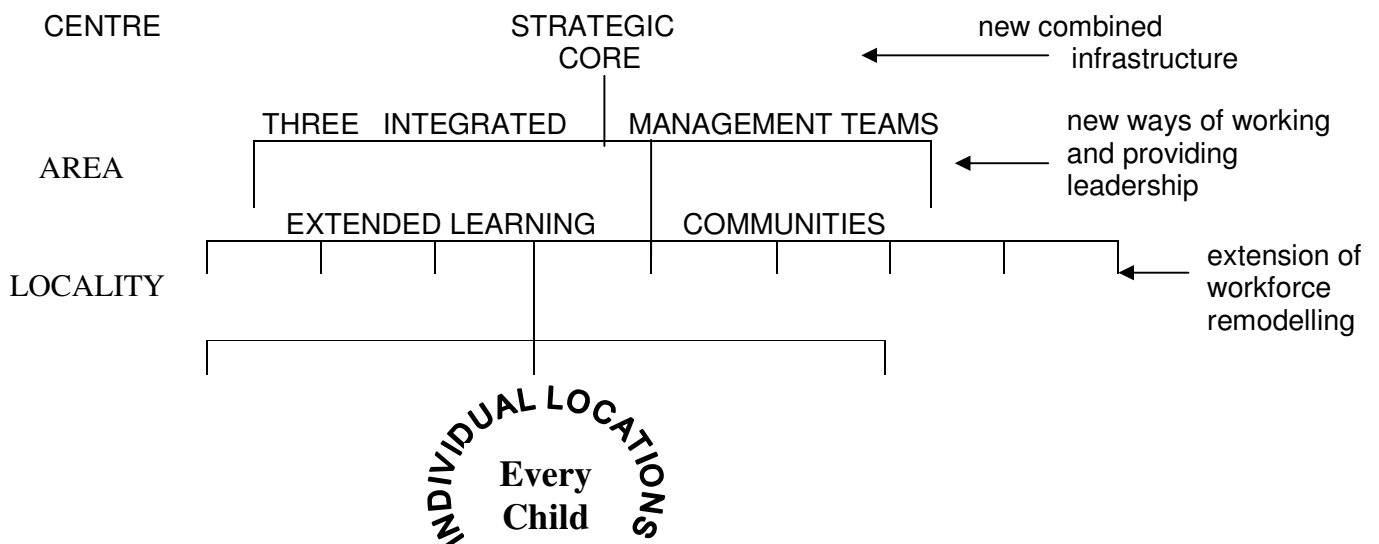 CENTRE
STRATEGIC
CORE
new combined
infrastructure
THREE INTEGRATED MANAGEMENT TEAMS
new ways of working
and providing
leadership
AREA
EXTENDED LEARNING COMMUNITIES
LOCALITY
extension of
workforce
remodelling
INDIVIDUAL LOCATIONS
Every
Child